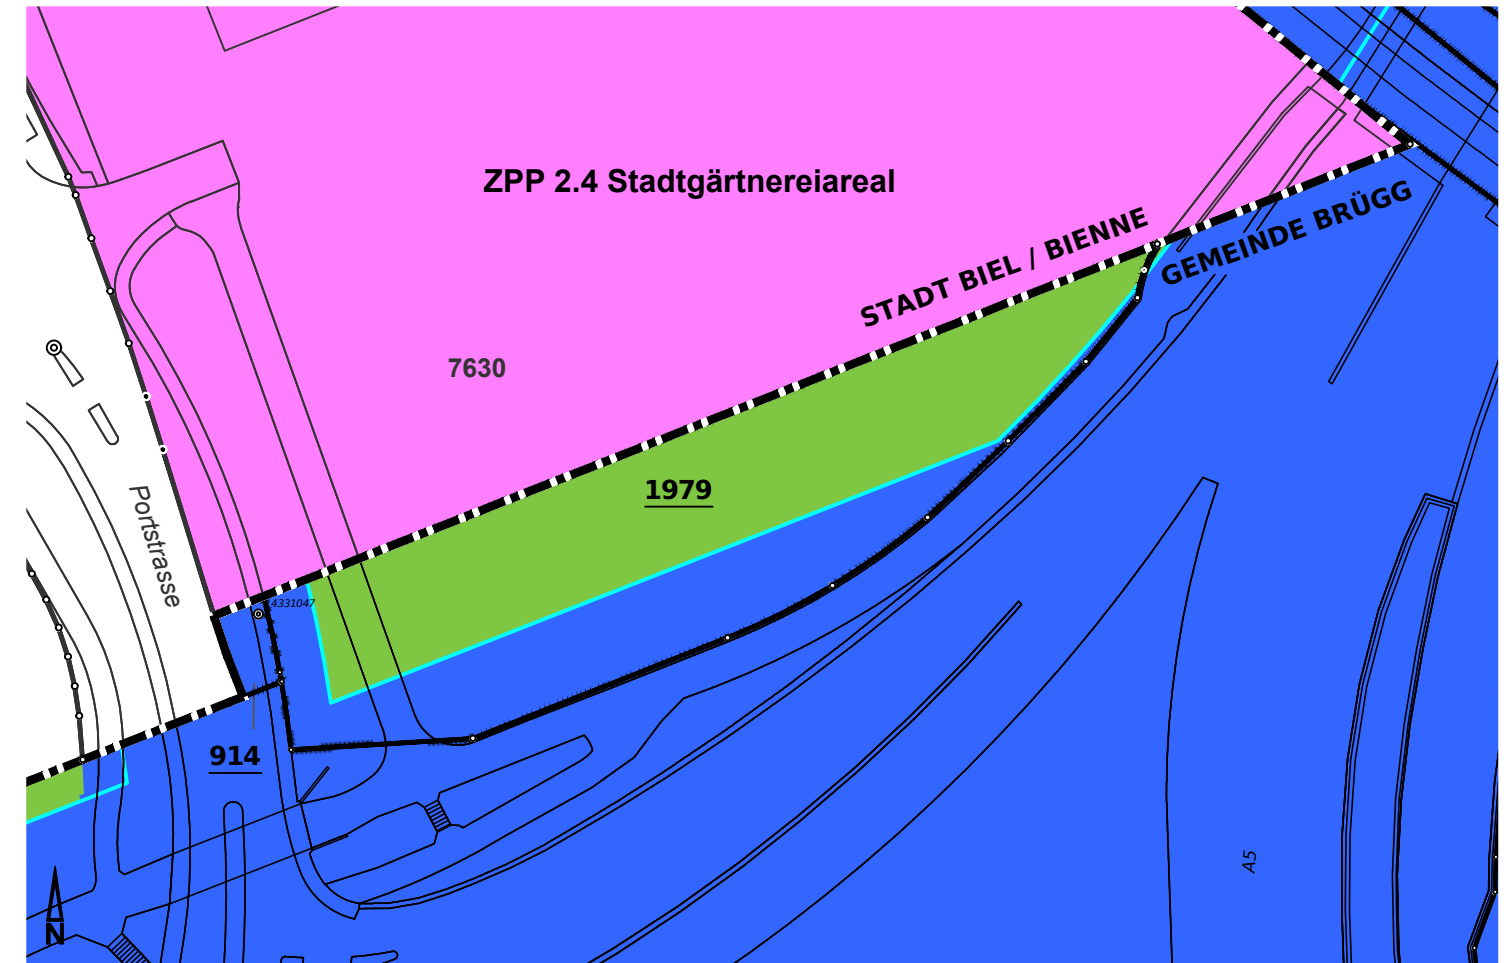 ZPP 2.4 Stadtgärtnereiareal
STADT BIEL / BIENNE
GEMEINDE BRÜGG
7630
1979
Portstrasse
4331047
914
A5
N